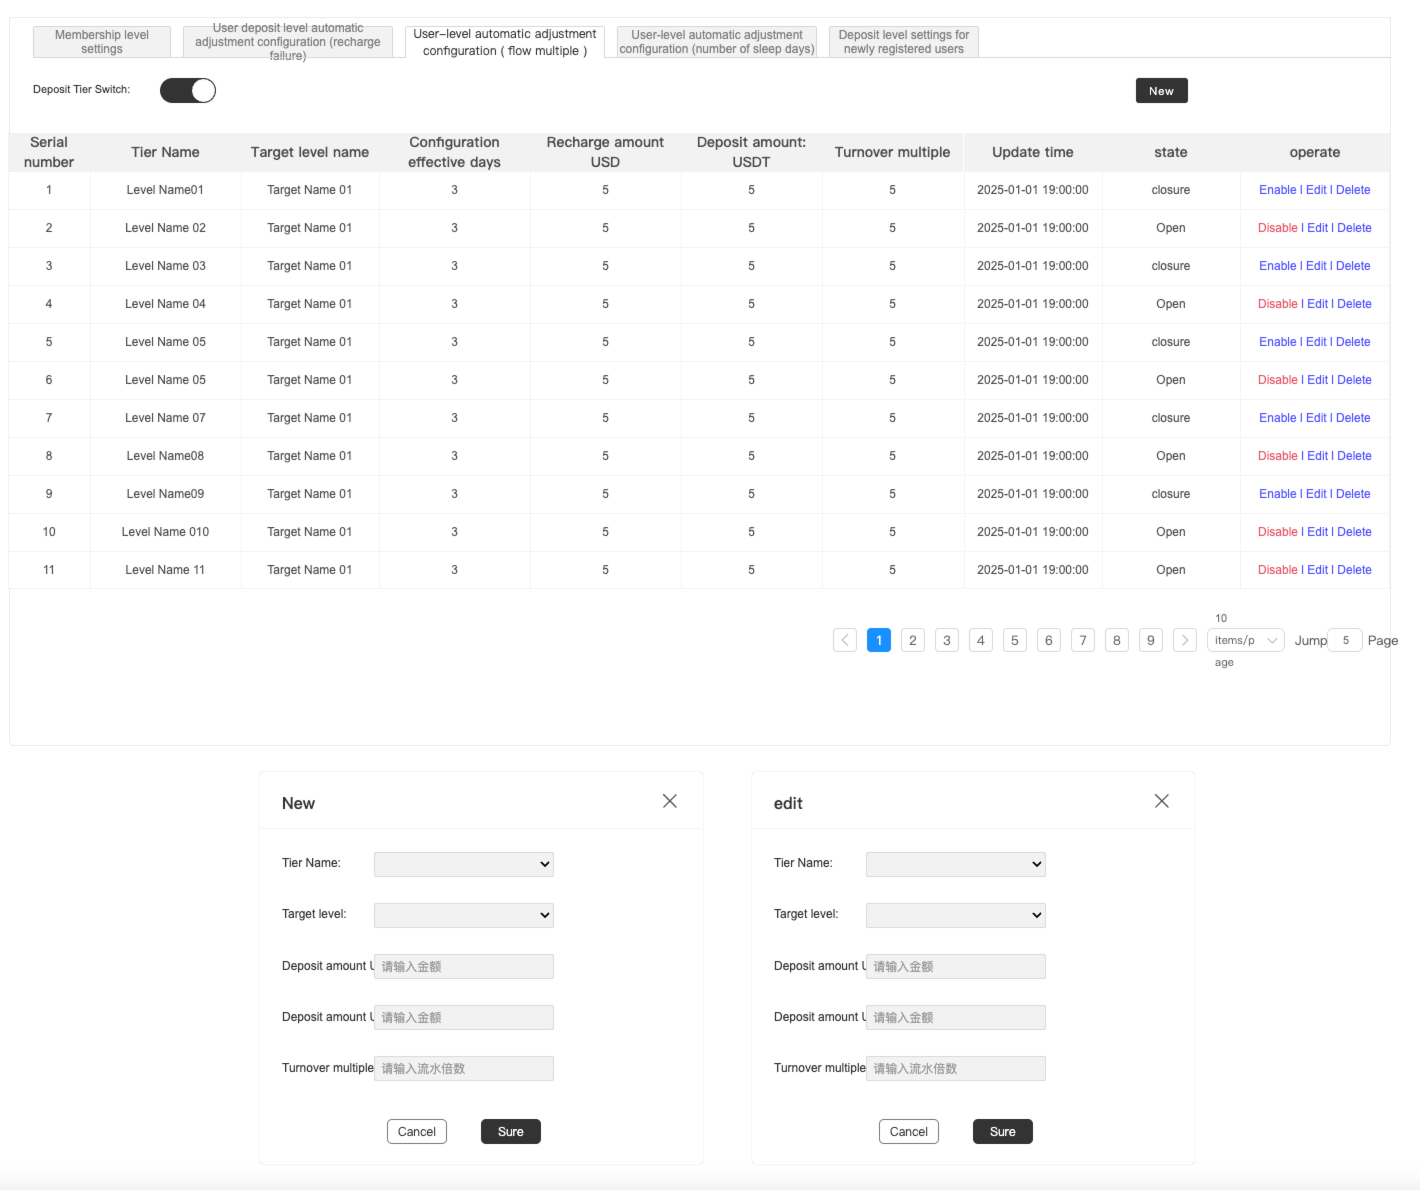 Membership level
settings
User deposit level automatic
adjustment configuration (recharge
failure)
User-level automatic adjustment
configuration ( flow multiple )
User-level automatic adjustment
configuration (number of sleep days)
Deposit level settings for
newly registered users
Deposit Tier Switch:
New
Serial number Tier Name Target level name Configuration effective days Recharge amount USD Deposit amount: USDT Turnover multiple Update time state operate
1 Level Name01 Target Name 01 3 5 5 5 2025-01-01 19:00:00 closure Enable I Edit I Delete
2 Level Name 02 Target Name 01 3 5 5 5 2025-01-01 19:00:00 Open Disable I Edit I Delete
3 Level Name 03 Target Name 01 3 5 5 5 2025-01-01 19:00:00 closure Enable I Edit I Delete
4 Level Name 04 Target Name 01 3 5 5 5 2025-01-01 19:00:00 Open Disable I Edit I Delete
5 Level Name 05 Target Name 01 3 5 5 5 2025-01-01 19:00:00 closure Enable I Edit I Delete
6 Level Name 05 Target Name 01 3 5 5 5 2025-01-01 19:00:00 Open Disable I Edit I Delete
7 Level Name 07 Target Name 01 3 5 5 5 2025-01-01 19:00:00 closure Enable I Edit I Delete
8 Level Name08 Target Name 01 3 5 5 5 2025-01-01 19:00:00 Open Disable I Edit I Delete
9 Level Name09 Target Name 01 3 5 5 5 2025-01-01 19:00:00 closure Enable I Edit I Delete
10 Level Name 010 Target Name 01 3 5 5 5 2025-01-01 19:00:00 Open Disable I Edit I Delete
11 Level Name 11 Target Name 01 3 5 5 5 2025-01-01 19:00:00 Open Disable I Edit I Delete
1 2 3 4 5 6 7 8 9
10
items/p
age
Jump 5 Page
New
Tier Name:
Target level:
Deposit amount U 请输入金额
Deposit amount U 请输入金额
Turnover multiple 请输入流水倍数
Cancel Sure
edit
Tier Name:
Target level:
Deposit amount U 请输入金额
Deposit amount U 请输入金额
Turnover multiple 请输入流水倍数
Cancel Sure